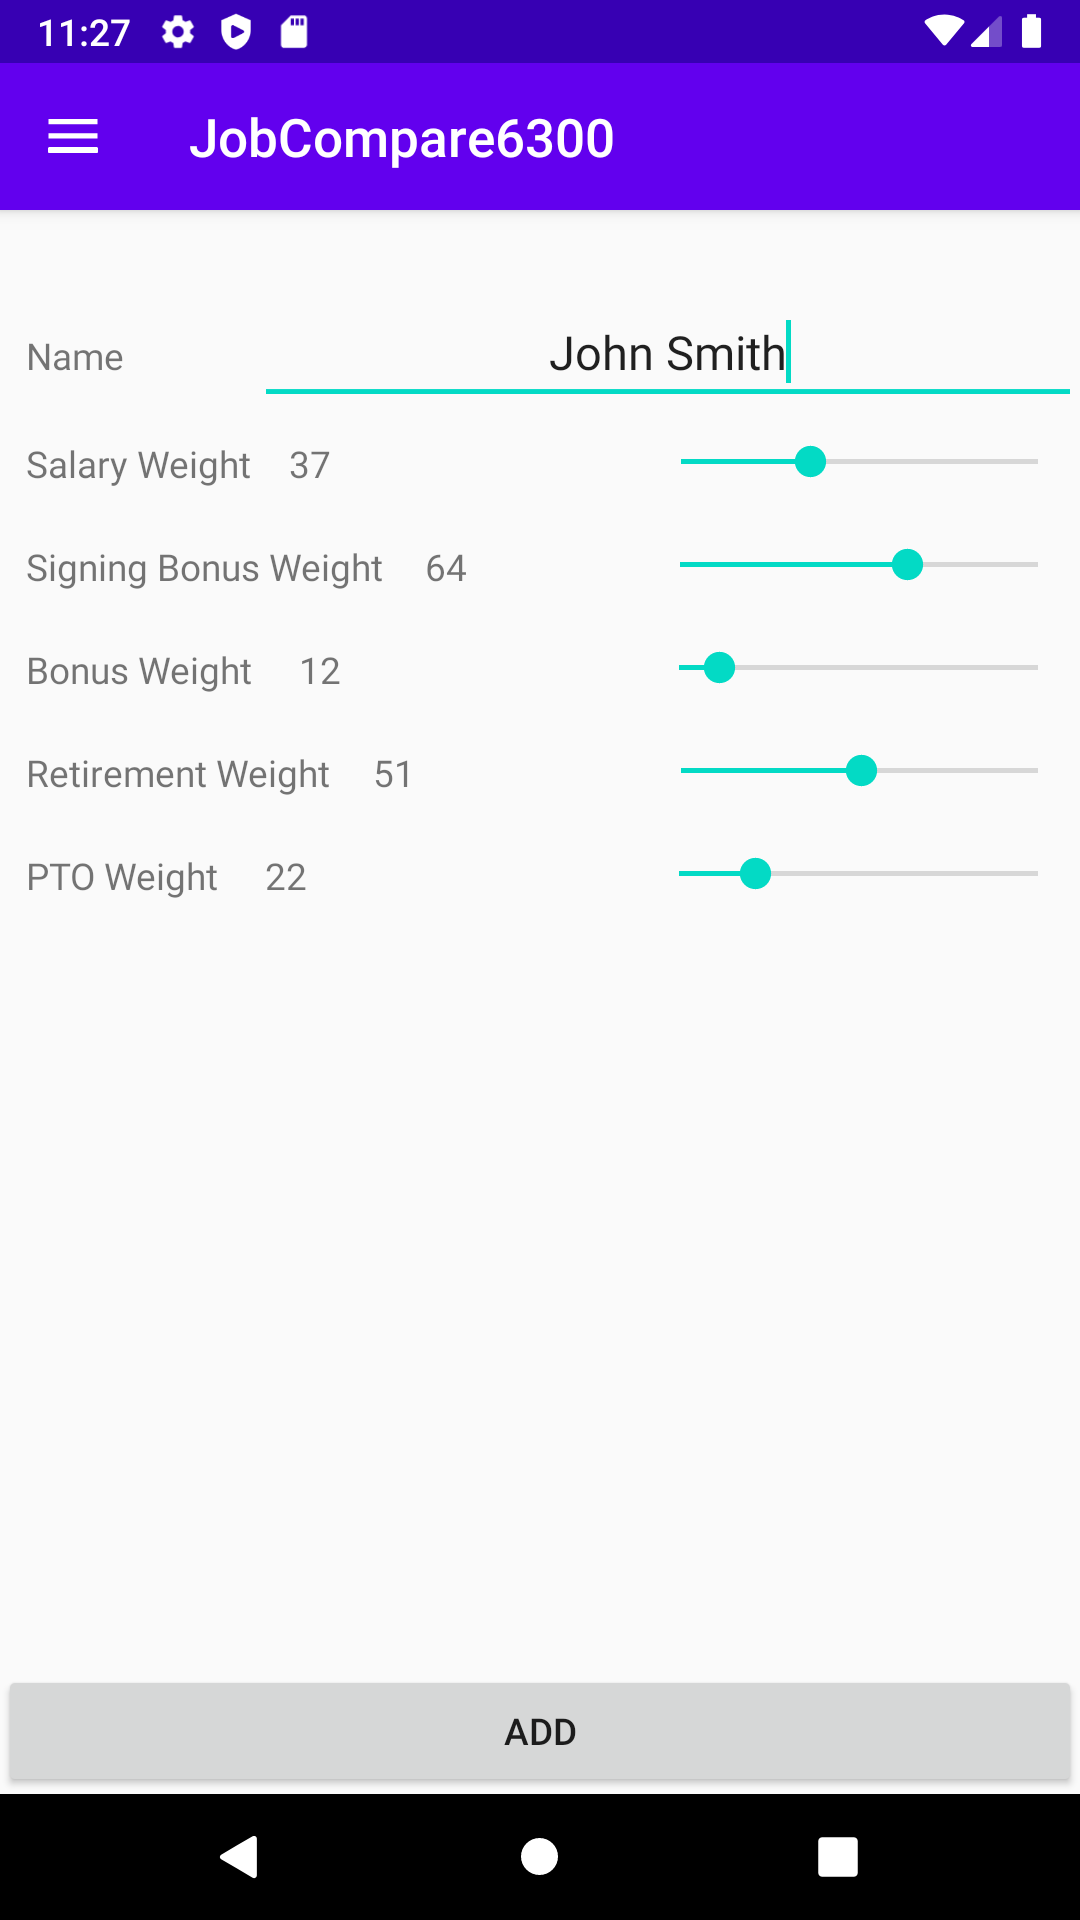 11:27
JobCompare6300
Name John Smith
Salary Weight 37
Signing Bonus Weight 64
Bonus Weight 12
Retirement Weight 51
PTO Weight 22
ADD